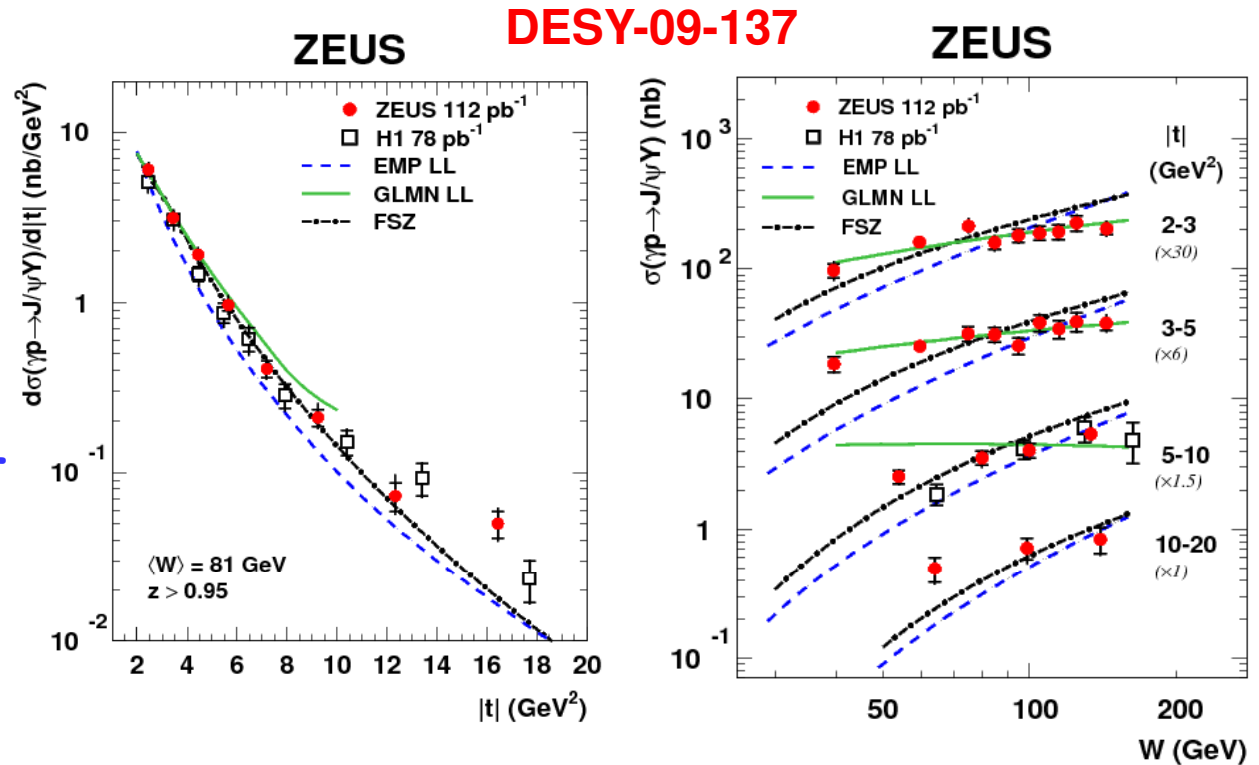 DESY-09-137
ZEUS
dσ(γp→J/ψY)/d|t| (nb/GeV²)
ZEUS 112 pb⁻¹
H1 78 pb⁻¹
EMP LL
GLMN LL
FSZ
10
1
10⁻¹
10⁻²
⟨W⟩ = 81 GeV
z > 0.95
2 4 6 8 10 12 14 16 18 20
|t| (GeV²)
ZEUS
σ(γp→J/ψY) (nb)
ZEUS 112 pb⁻¹
H1 78 pb⁻¹
EMP LL
GLMN LL
FSZ
|t|
(GeV²)
2-3
(×30)
3-5
(×6)
5-10
(×1.5)
10-20
(×1)
10³
10²
10
1
10⁻¹
50 100 200
W (GeV)